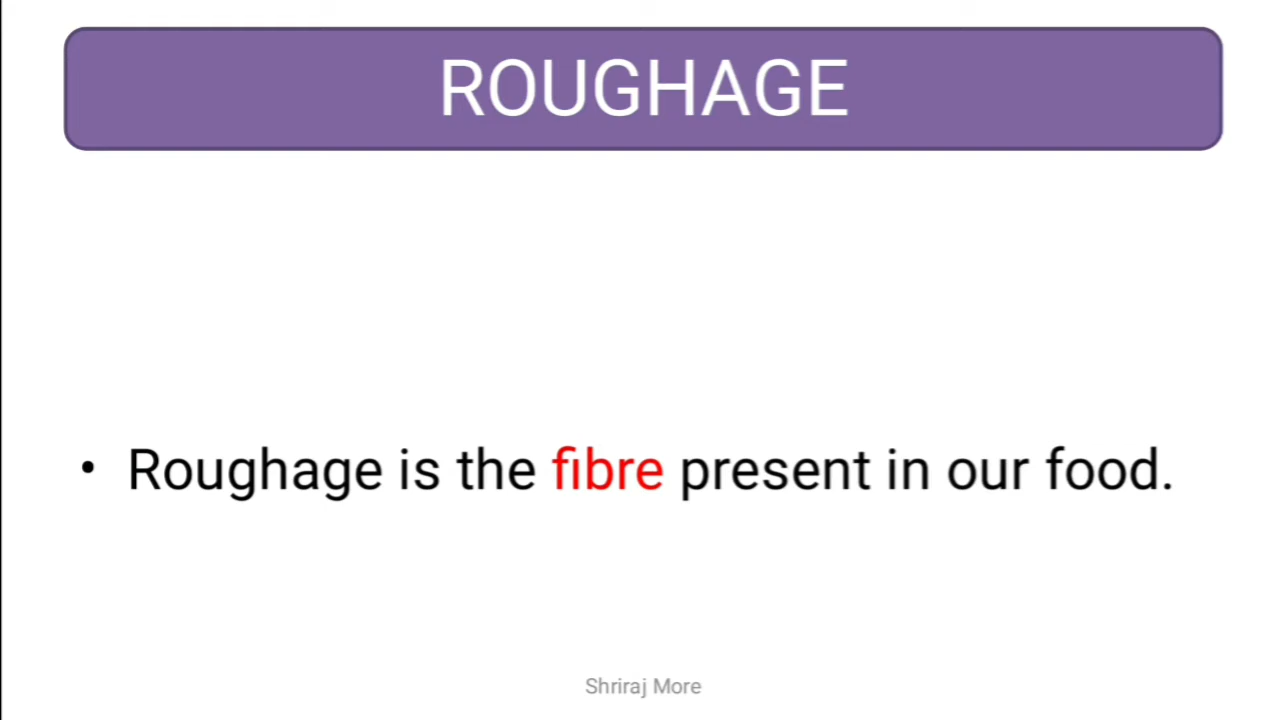 ROUGHAGE
• Roughage is the fibre present in our food.
Shriraj More